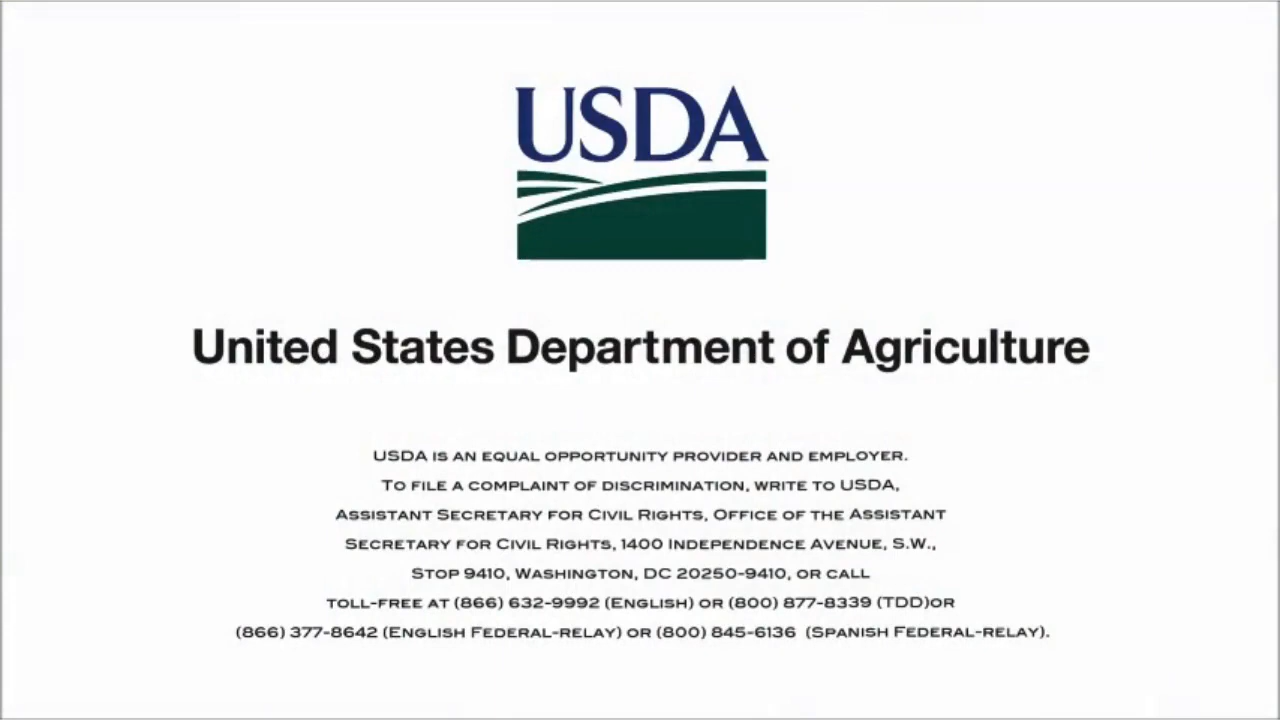 USDA
United States Department of Agriculture
USDA IS AN EQUAL OPPORTUNITY PROVIDER AND EMPLOYER.
TO FILE A COMPLAINT OF DISCRIMINATION, WRITE TO USDA,
ASSISTANT SECRETARY FOR CIVIL RIGHTS, OFFICE OF THE ASSISTANT
SECRETARY FOR CIVIL RIGHTS, 1400 INDEPENDENCE AVENUE, S.W.,
STOP 9410, WASHINGTON, DC 20250-9410, OR CALL
TOLL-FREE AT (866) 632-9992 (ENGLISH) OR (800) 877-8339 (TDD)OR
(866) 377-8642 (ENGLISH FEDERAL-RELAY) OR (800) 845-6136 (SPANISH FEDERAL-RELAY).